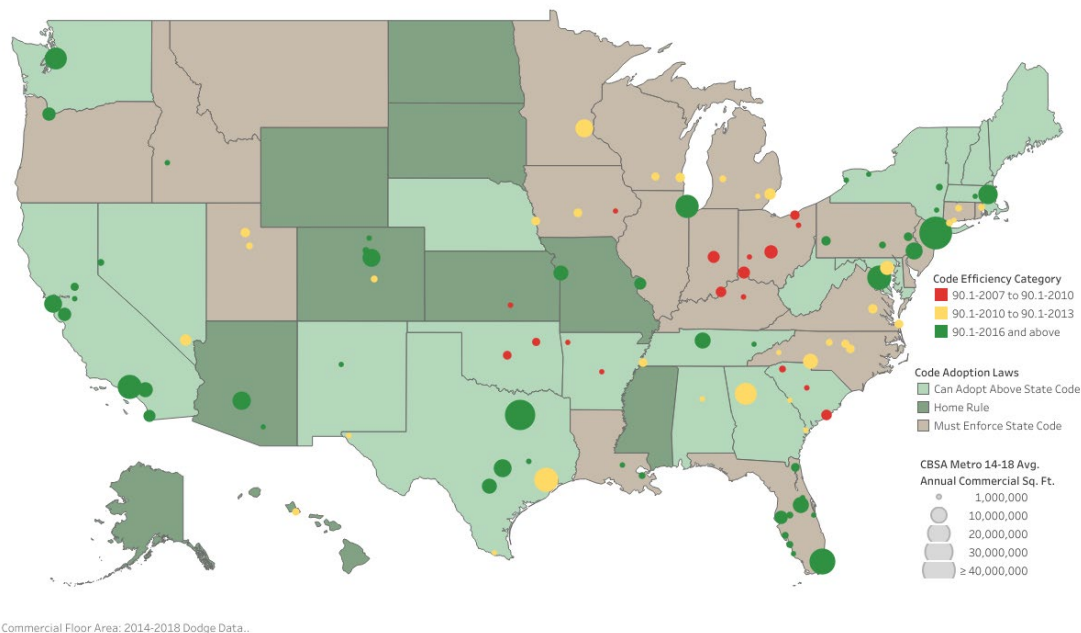 Code Efficiency Category
90.1-2007 to 90.1-2010
90.1-2010 to 90.1-2013
90.1-2016 and above
Code Adoption Laws
Can Adopt Above State Code
Home Rule
Must Enforce State Code
CBSA Metro 14-18 Avg.
Annual Commercial Sq. Ft.
1,000,000
10,000,000
20,000,000
30,000,000
≥ 40,000,000
Commercial Floor Area: 2014-2018 Dodge Data..